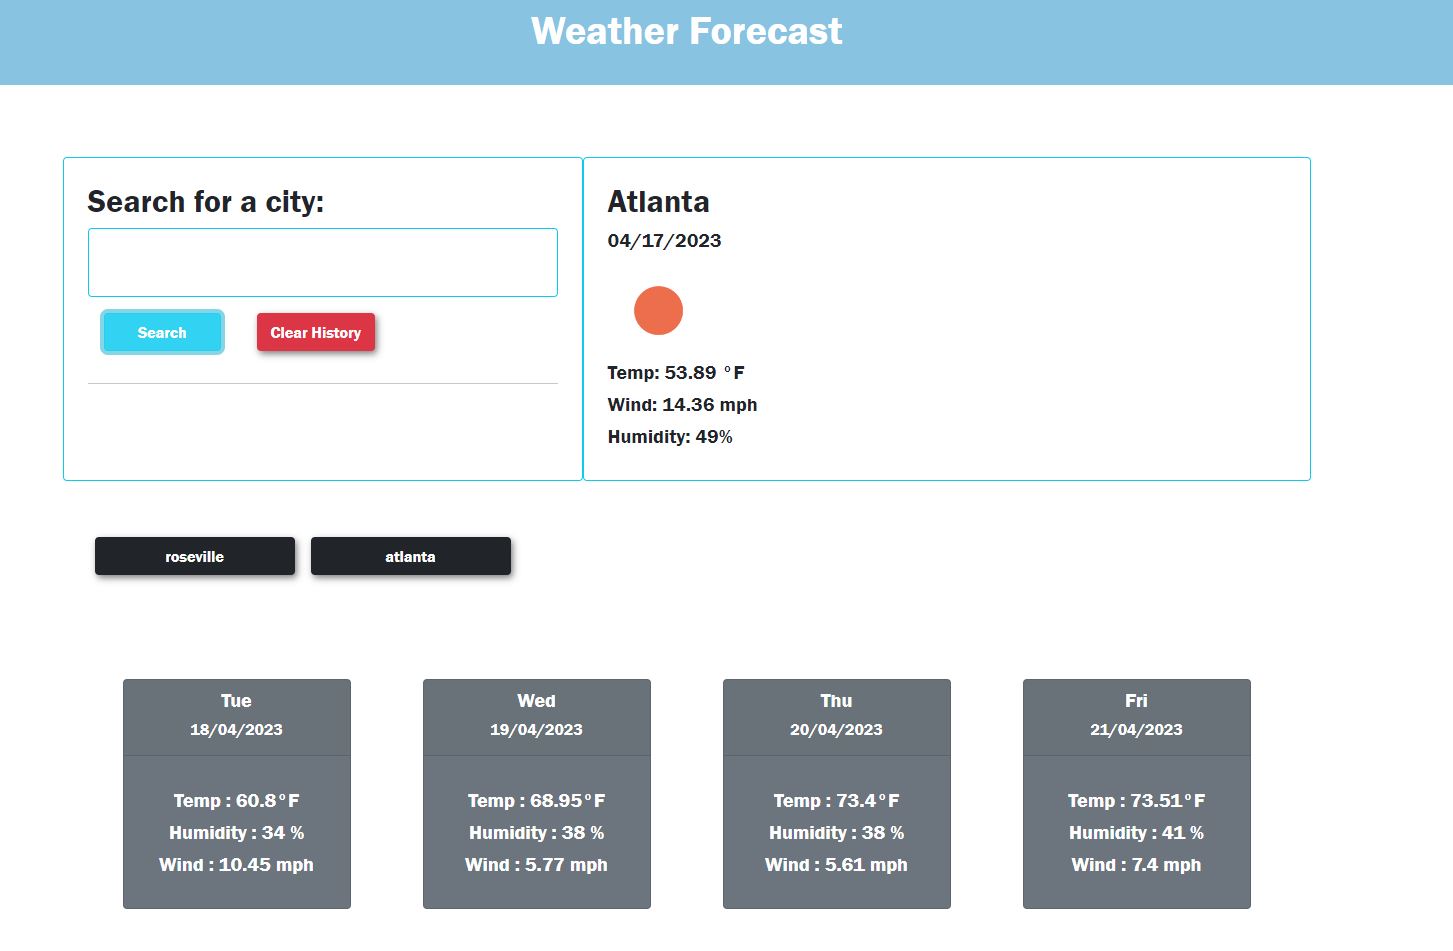 Weather Forecast
Search for a city:
Search
Clear History
Atlanta
04/17/2023
Temp: 53.89 °F
Wind: 14.36 mph
Humidity: 49%
roseville
atlanta
Tue
18/04/2023
Temp : 60.8°F
Humidity : 34 %
Wind : 10.45 mph
Wed
19/04/2023
Temp : 68.95°F
Humidity : 38 %
Wind : 5.77 mph
Thu
20/04/2023
Temp : 73.4°F
Humidity : 38 %
Wind : 5.61 mph
Fri
21/04/2023
Temp : 73.51°F
Humidity : 41 %
Wind : 7.4 mph